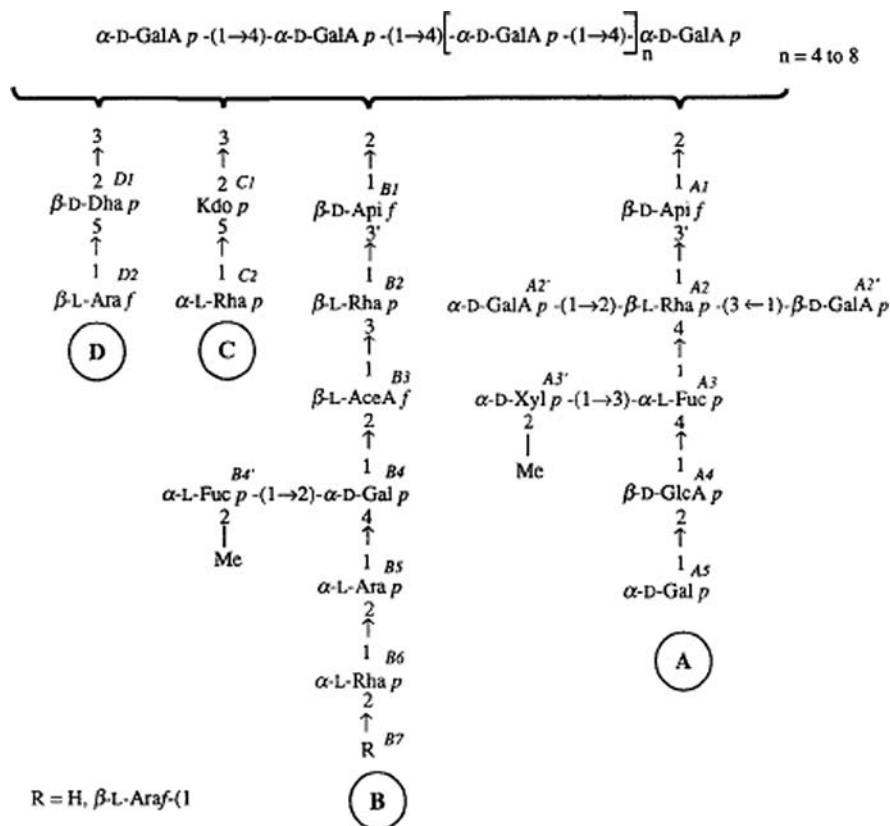 α-D-GalA p -(1→4)-α-D-GalA p -(1→4)[-α-D-GalA p -(1→4)-]n α-D-GalA p
n = 4 to 8
3 3 2 2
↑ ↑ ↑ ↑
2 D1 2 C1 1 B1 1 A1
β-D-Dha p Kdo p β-D-Api f β-D-Api f
5 5 3' 3'
↑ ↑ ↑ ↑
1 D2 1 C2 1 B2 1 A2
β-L-Ara f α-L-Rha p β-L-Rha p α-D-GalA p -(1→2)-β-L-Rha p -(3 ←1)-β-D-GalA p
A2' A2"
D C 3 4
↑ ↑
1 B3 1 A3
β-L-AceA f α-D-Xyl p -(1→3)-α-L-Fuc p
A3'
2 2 4
↑ | ↑
1 B4 Me 1 A4
α-L-Fuc p -(1→2)-α-D-Gal p β-D-GlcA p
B4'
2 4 2
| ↑ ↑
Me 1 B5 1 A5
α-L-Ara p α-D-Gal p
2 A
↑
1 B6
α-L-Rha p
2
↑
R B7
R = H, β-L-Araf-(1 B